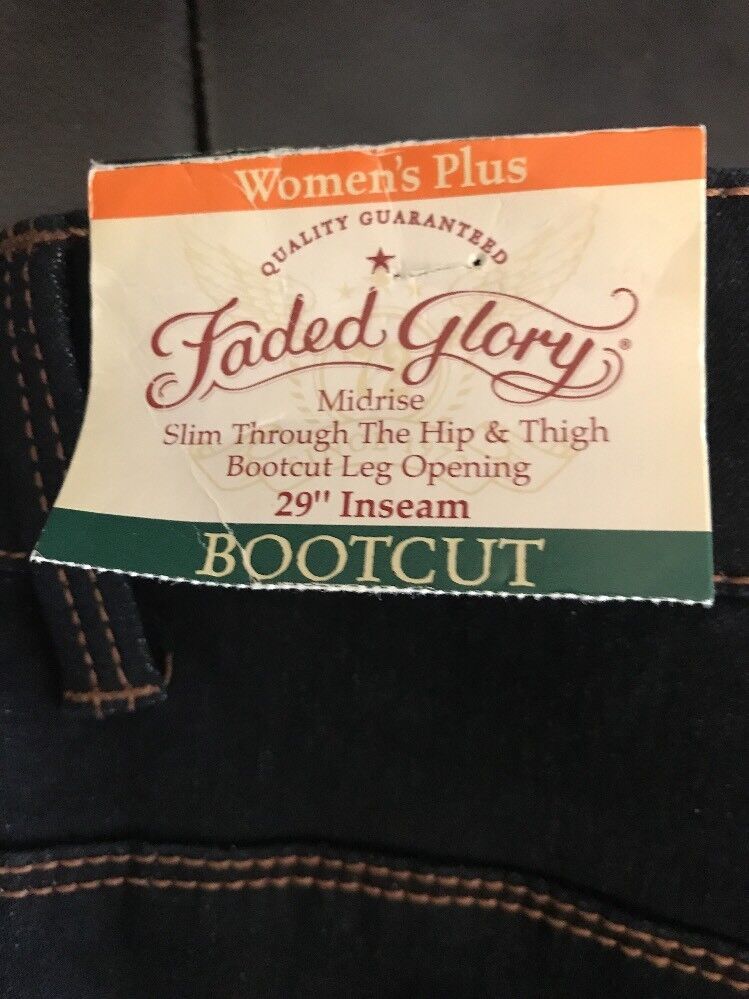 Women's Plus
QUALITY GUARANTEED
Faded Glory®
Midrise
Slim Through The Hip & Thigh
Bootcut Leg Opening
29" Inseam
BOOTCUT